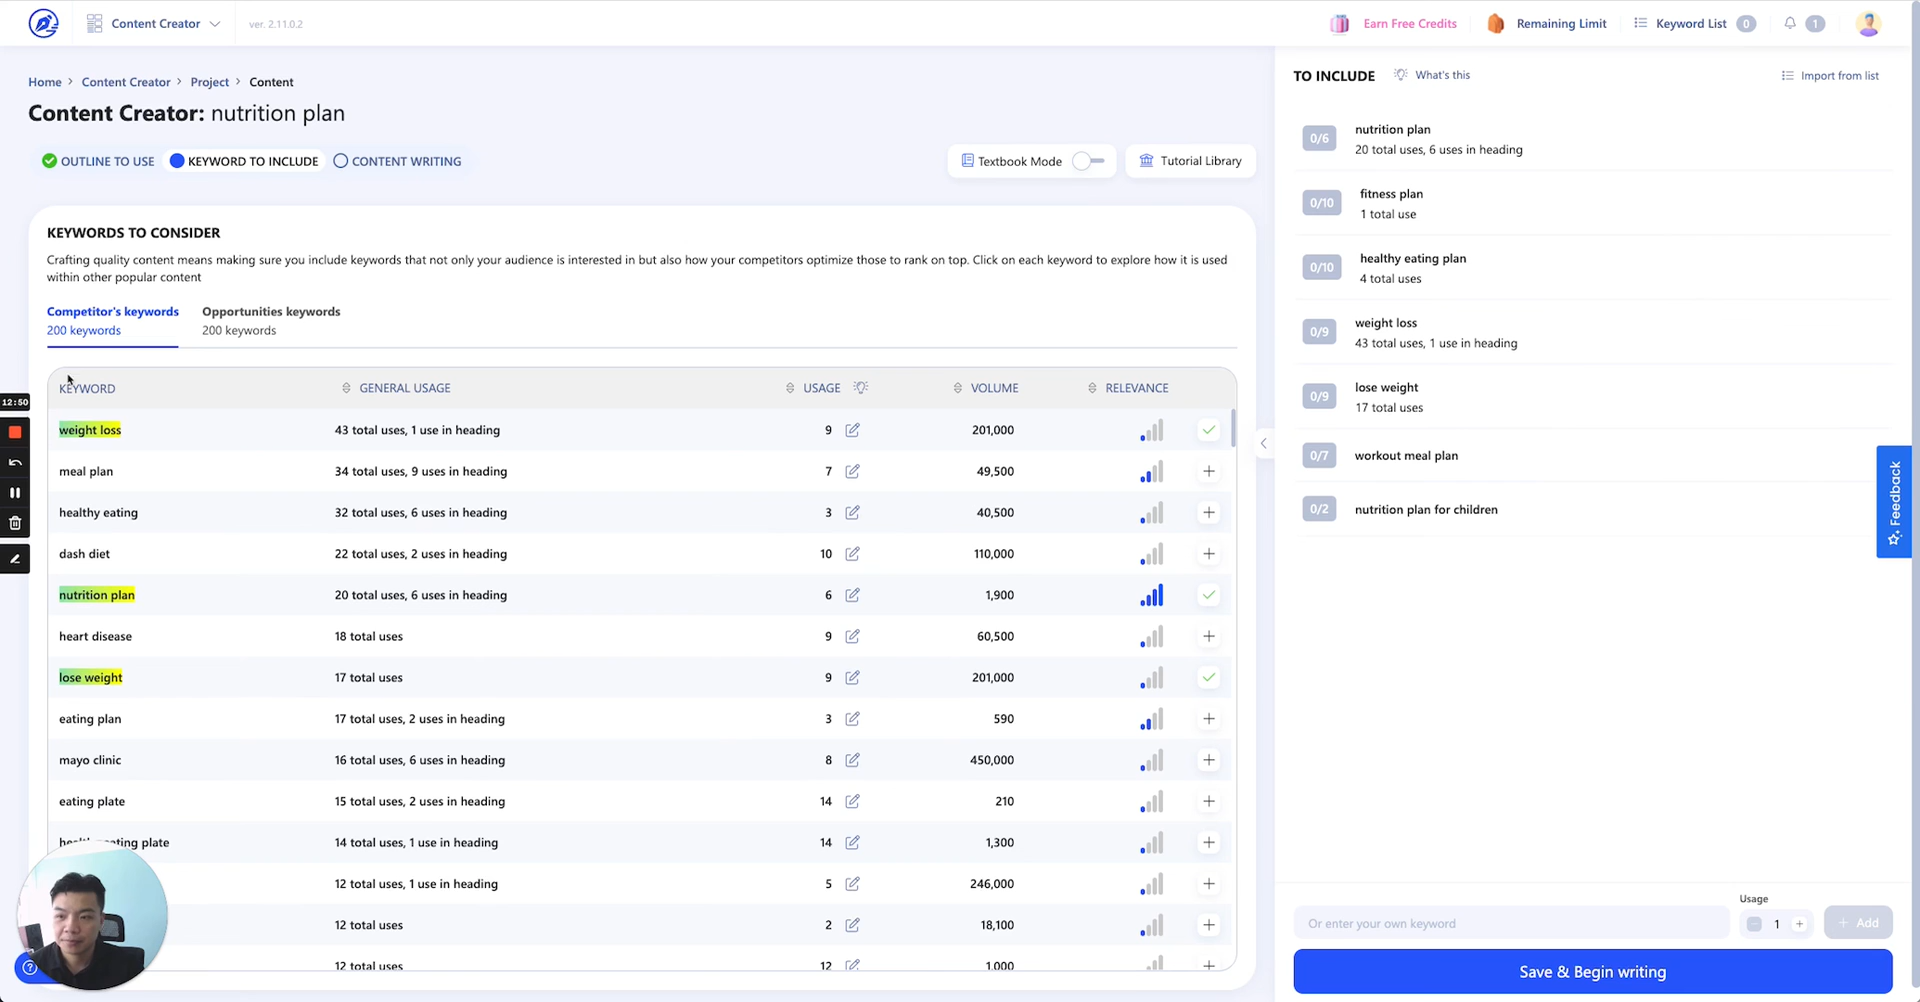 Content Creator
ver. 2.11.0.2
Earn Free Credits
Remaining Limit
Keyword List 0
1
Home > Content Creator > Project > Content
Content Creator: nutrition plan
OUTLINE TO USE
KEYWORD TO INCLUDE
CONTENT WRITING
Textbook Mode
Tutorial Library
KEYWORDS TO CONSIDER
Crafting quality content means making sure you include keywords that not only your audience is interested in but also how your competitors optimize those to rank on top. Click on each keyword to explore how it is used
within other popular content
Competitor's keywords
200 keywords
Opportunities keywords
200 keywords
KEYWORD GENERAL USAGE USAGE VOLUME RELEVANCE
weight loss 43 total uses, 1 use in heading 9 201,000
meal plan 34 total uses, 9 uses in heading 7 49,500
healthy eating 32 total uses, 6 uses in heading 3 40,500
dash diet 22 total uses, 2 uses in heading 10 110,000
nutrition plan 20 total uses, 6 uses in heading 6 1,900
heart disease 18 total uses 9 60,500
lose weight 17 total uses 9 201,000
eating plan 17 total uses, 2 uses in heading 3 590
mayo clinic 16 total uses, 6 uses in heading 8 450,000
eating plate 15 total uses, 2 uses in heading 14 210
plate 14 total uses, 1 use in heading 14 1,300
12 total uses, 1 use in heading 5 246,000
12 total uses 2 18,100
12 total uses 12 1,000
12:50
TO INCLUDE
What's this
Import from list
0/6 nutrition plan
20 total uses, 6 uses in heading
0/10 fitness plan
1 total use
0/10 healthy eating plan
4 total uses
0/9 weight loss
43 total uses, 1 use in heading
0/9 lose weight
17 total uses
0/7 workout meal plan
0/2 nutrition plan for children
Feedback
Usage
Or enter your own keyword
1
+ Add
Save & Begin writing